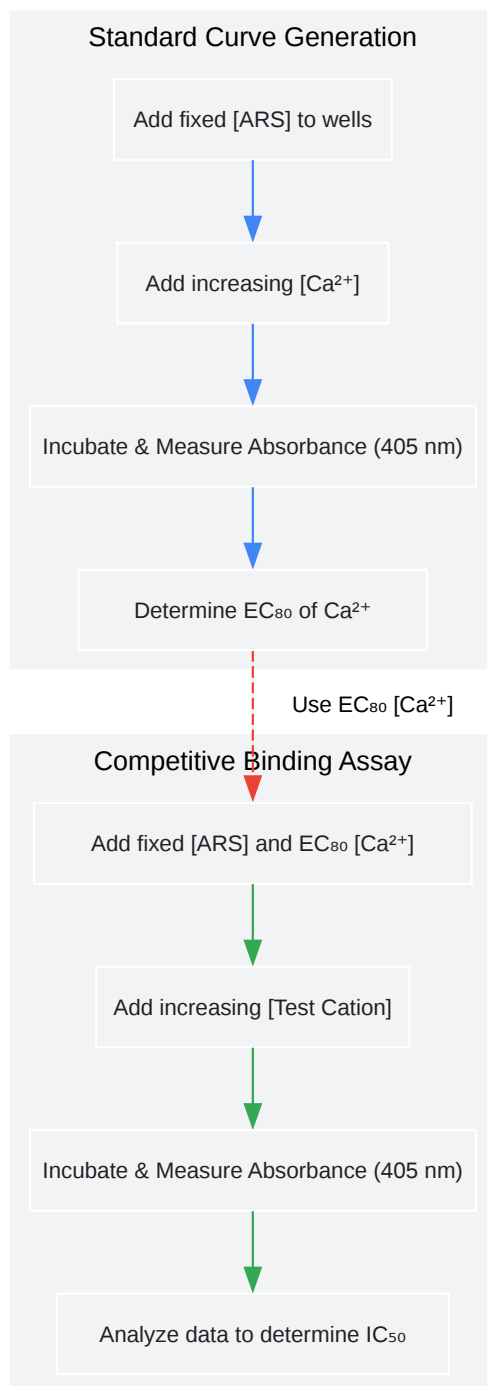 Standard Curve Generation
Add fixed [ARS] to wells
Add increasing [Ca²⁺]
Incubate & Measure Absorbance (405 nm)
Determine EC₈₀ of Ca²⁺
Use EC₈₀ [Ca²⁺]
Competitive Binding Assay
Add fixed [ARS] and EC₈₀ [Ca²⁺]
Add increasing [Test Cation]
Incubate & Measure Absorbance (405 nm)
Analyze data to determine IC₅₀